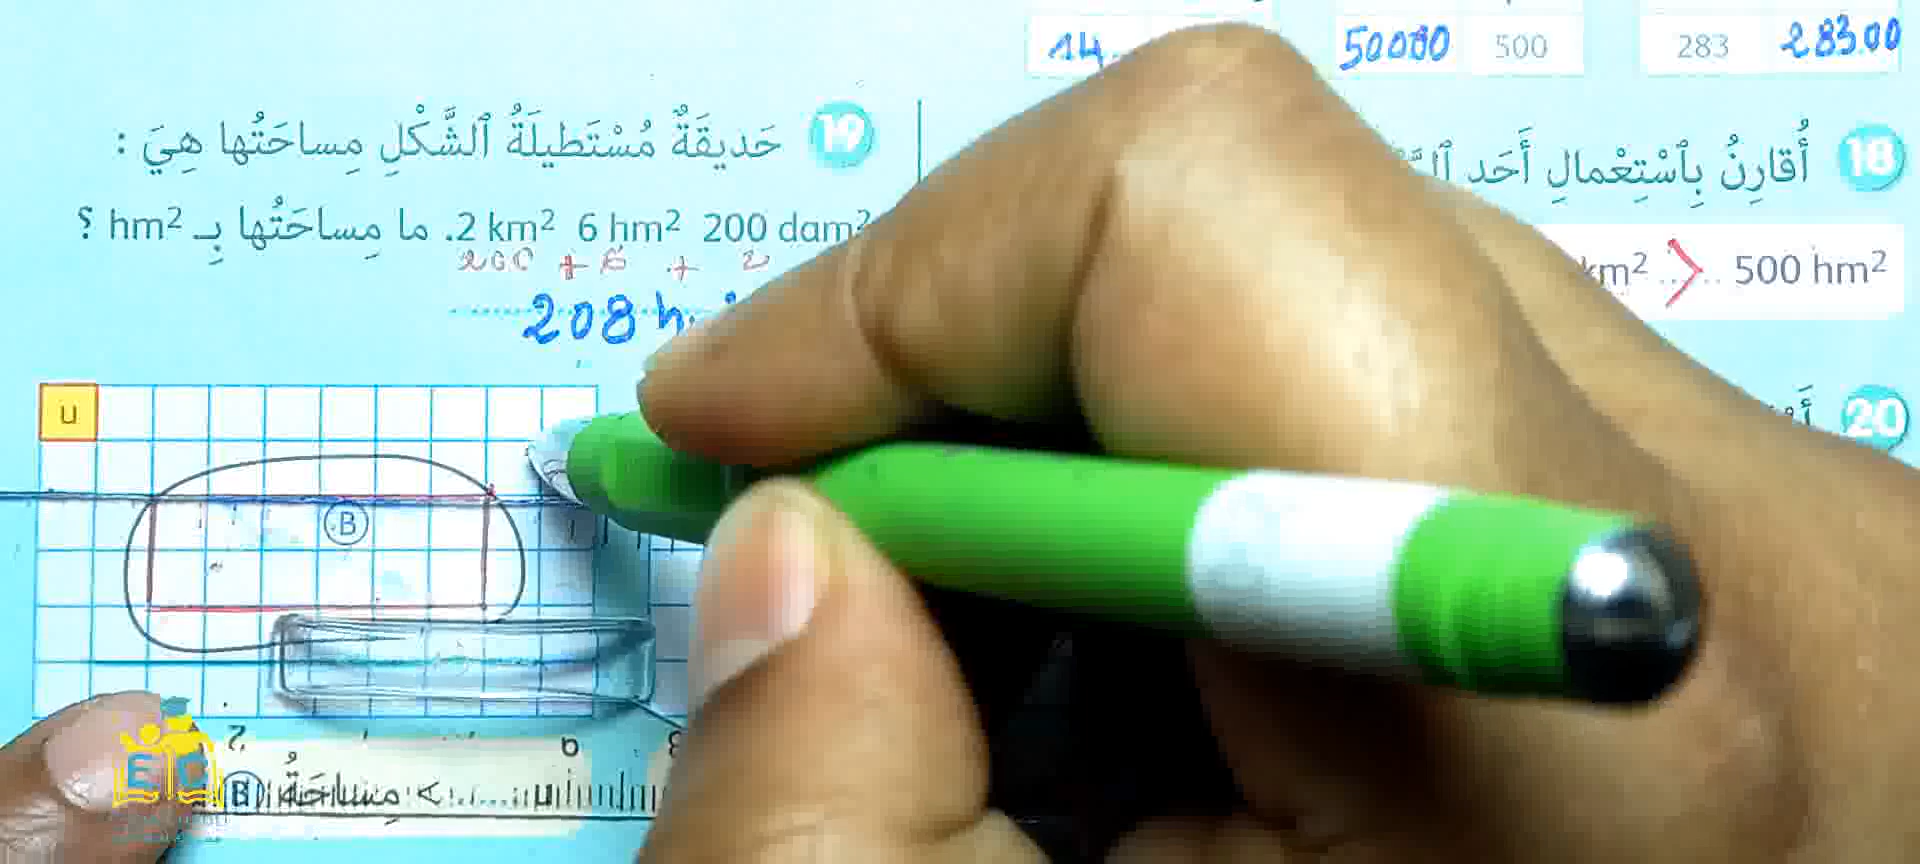 14 50000 500 283 28300
18 أُقارِنُ بِٱسْتِعْمالِ أَحَد
km² > 500 hm²
19 حَديقَةٌ مُسْتَطيلَةُ ٱلشَّكْلِ مِساحَتُها هِيَ :
2 km² 6 hm² 200 dam². ما مِساحَتُها بِـ hm² ؟
200 + 6 + 2
208 h
20
u
B
مِساحَةُ B < ...... u